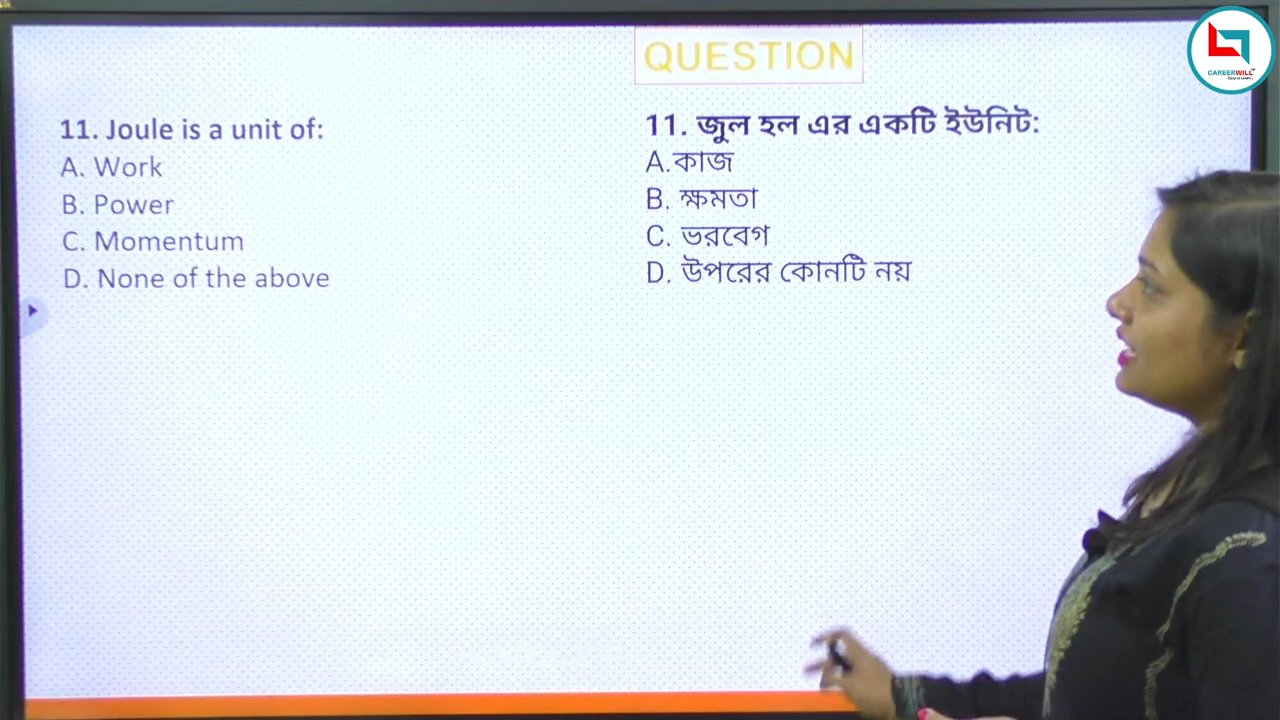 QUESTION
11. Joule is a unit of:
A. Work
B. Power
C. Momentum
D. None of the above
11. জুল হল এর একটি ইউনিট:
A.কাজ
B. ক্ষমতা
C. ভরবেগ
D. উপরের কোনটি নয়
CAREERWILL